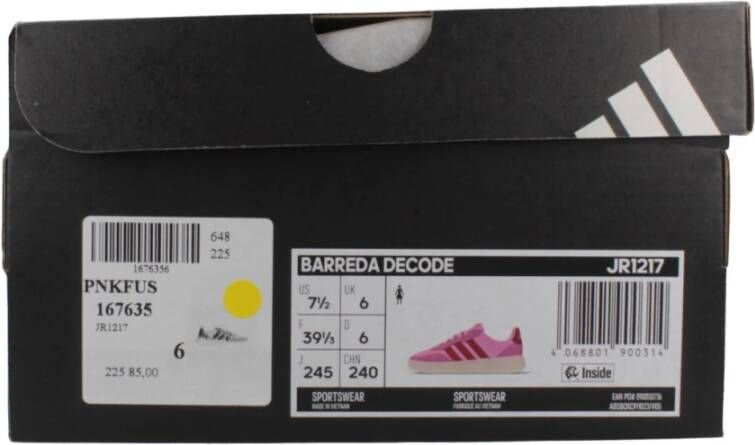 648
225
1676356
PNKFUS
167635
JR1217
6
225 85,00
BARREDA DECODE JR1217
US 7½ UK 6
F 39⅓ D 6
J 245 CHN 240
4 068801 900314
Inside
SPORTSWEAR
MADE IN VIETNAM
SPORTSWEAR
FABRIQUÉ AU VIETNAM